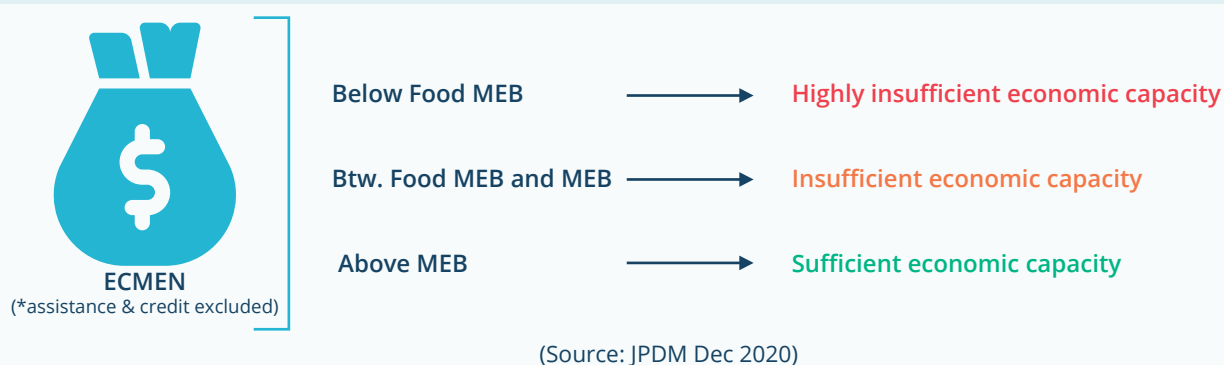 $
Below Food MEB Highly insufficient economic capacity
Btw. Food MEB and MEB Insufficient economic capacity
Above MEB Sufficient economic capacity
ECMEN
(*assistance & credit excluded)
(Source: JPDM Dec 2020)